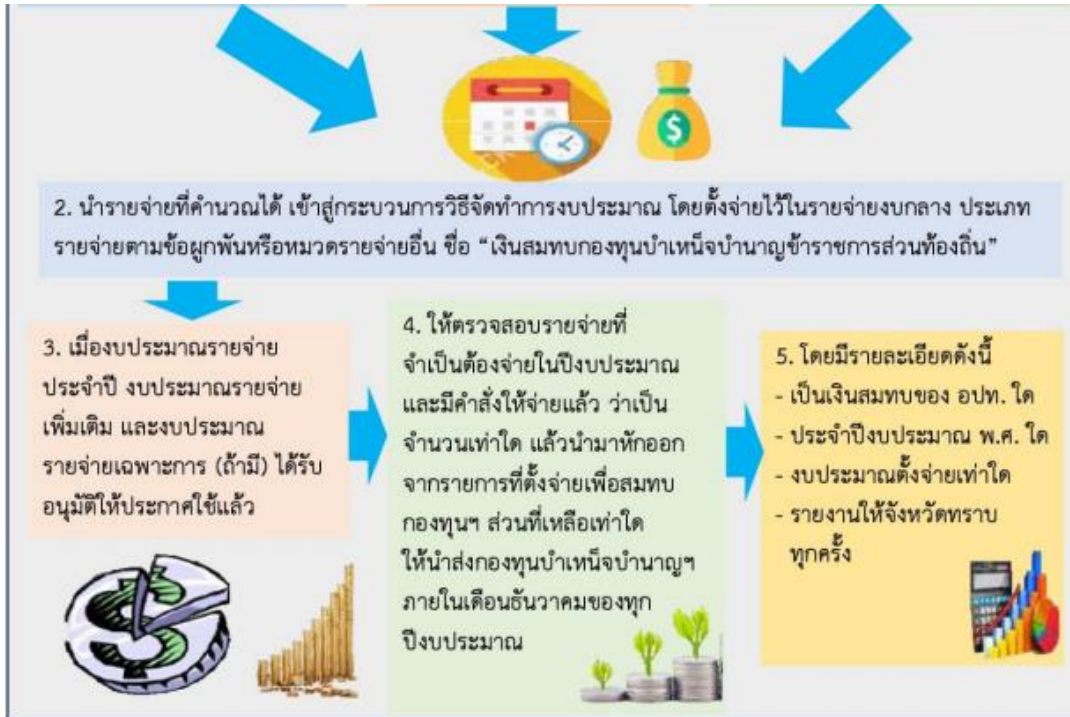 2. นำรายจ่ายที่คำนวณได้ เข้าสู่กระบวนการวิธีจัดทำการงบประมาณ โดยตั้งจ่ายไว้ในรายจ่ายงบกลาง ประเภท
รายจ่ายตามข้อผูกพันหรือหมวดรายจ่ายอื่น ชื่อ “เงินสมทบกองทุนบำเหน็จบำนาญข้าราชการส่วนท้องถิ่น”
3. เมื่องบประมาณรายจ่าย
ประจำปี งบประมาณรายจ่าย
เพิ่มเติม และงบประมาณ
รายจ่ายเฉพาะการ (ถ้ามี) ได้รับ
อนุมัติให้ประกาศใช้แล้ว
4. ให้ตรวจสอบรายจ่ายที่
จำเป็นต้องจ่ายในปีงบประมาณ
และมีคำสั่งให้จ่ายแล้ว ว่าเป็น
จำนวนเท่าใด แล้วนำมาหักออก
จากรายการที่ตั้งจ่ายเพื่อสมทบ
กองทุนฯ ส่วนที่เหลือเท่าใด
ให้นำส่งกองทุนบำเหน็จบำนาญฯ
ภายในเดือนธันวาคมของทุก
ปีงบประมาณ
5. โดยมีรายละเอียดดังนี้
- เป็นเงินสมทบของ อปท. ใด
- ประจำปีงบประมาณ พ.ศ. ใด
- งบประมาณตั้งจ่ายเท่าใด
- รายงานให้จังหวัดทราบ
ทุกครั้ง